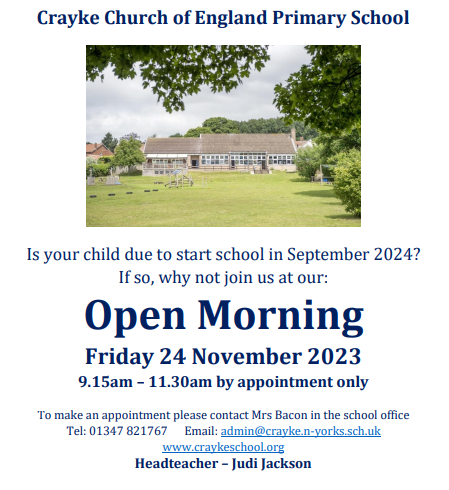 Crayke Church of England Primary School
Is your child due to start school in September 2024?
If so, why not join us at our:
Open Morning
Friday 24 November 2023
9.15am – 11.30am by appointment only
To make an appointment please contact Mrs Bacon in the school office
Tel: 01347 821767 Email: admin@crayke.n-yorks.sch.uk
www.craykeschool.org
Headteacher – Judi Jackson